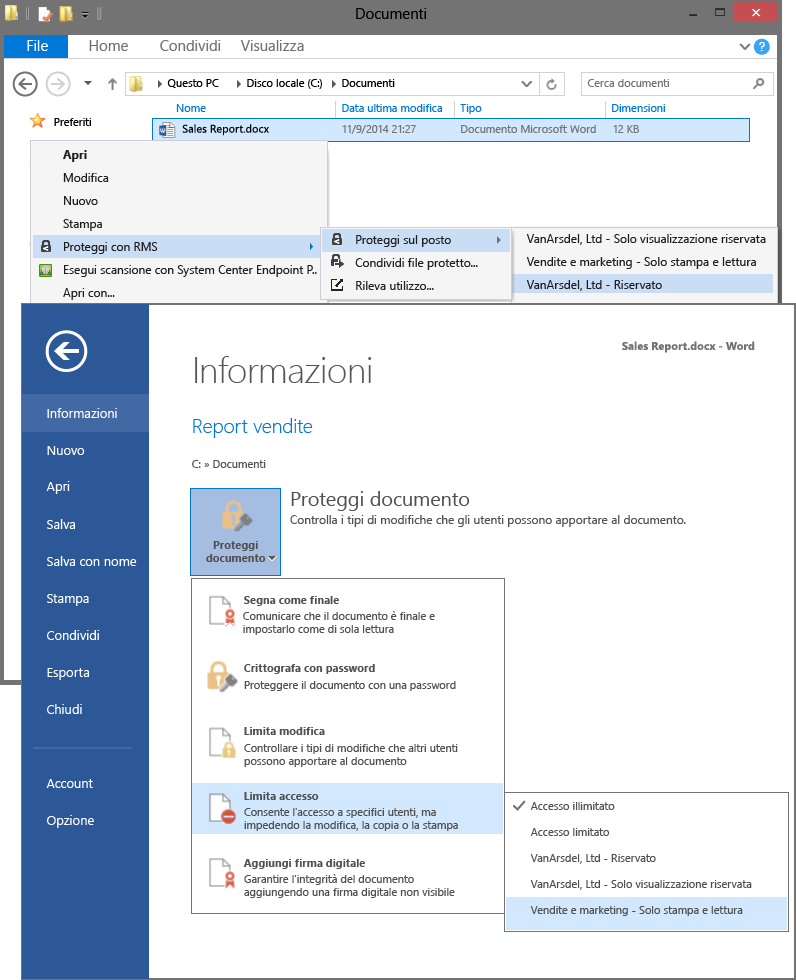 Documenti
File Home Condividi Visualizza
Questo PC Disco locale (C:) Documenti Cerca documenti
Nome Data ultima modifica Tipo Dimensioni
Preferiti
Sales Report.docx 11/9/2014 21:27 Documento Microsoft Word 12 KB
Apri
Modifica
Nuovo
Stampa
Proteggi con RMS
Esegui scansione con System Center Endpoint P..
Apri con...
Proteggi sul posto
Condividi file protetto...
Rileva utilizzo...
VanArsdel, Ltd - Solo visualizzazione riservata
Vendite e marketing - Solo stampa e lettura
VanArsdel, Ltd - Riservato
Sales Report.docx - Word
Informazioni
Nuovo
Apri
Salva
Salva con nome
Stampa
Condividi
Esporta
Chiudi
Account
Opzione
Informazioni
Report vendite
C: » Documenti
Proteggi
documento
Proteggi documento
Controlla i tipi di modifiche che gli utenti possono apportare al documento.
Segna come finale
Comunicare che il documento è finale e
impostarlo come di sola lettura
Crittografa con password
Proteggere il documento con una password
Limita modifica
Controllare i tipi di modifiche che altri utenti
possono apportare al documento
Limita accesso
Consente l'accesso a specifici utenti, ma
impedendo la modifica, la copia o la stampa
Aggiungi firma digitale
Garantire l'integrità del documento
aggiungendo una firma digitale non visibile
Accesso illimitato
Accesso limitato
VanArsdel, Ltd - Riservato
VanArsdel, Ltd - Solo visualizzazione riservata
Vendite e marketing - Solo stampa e lettura